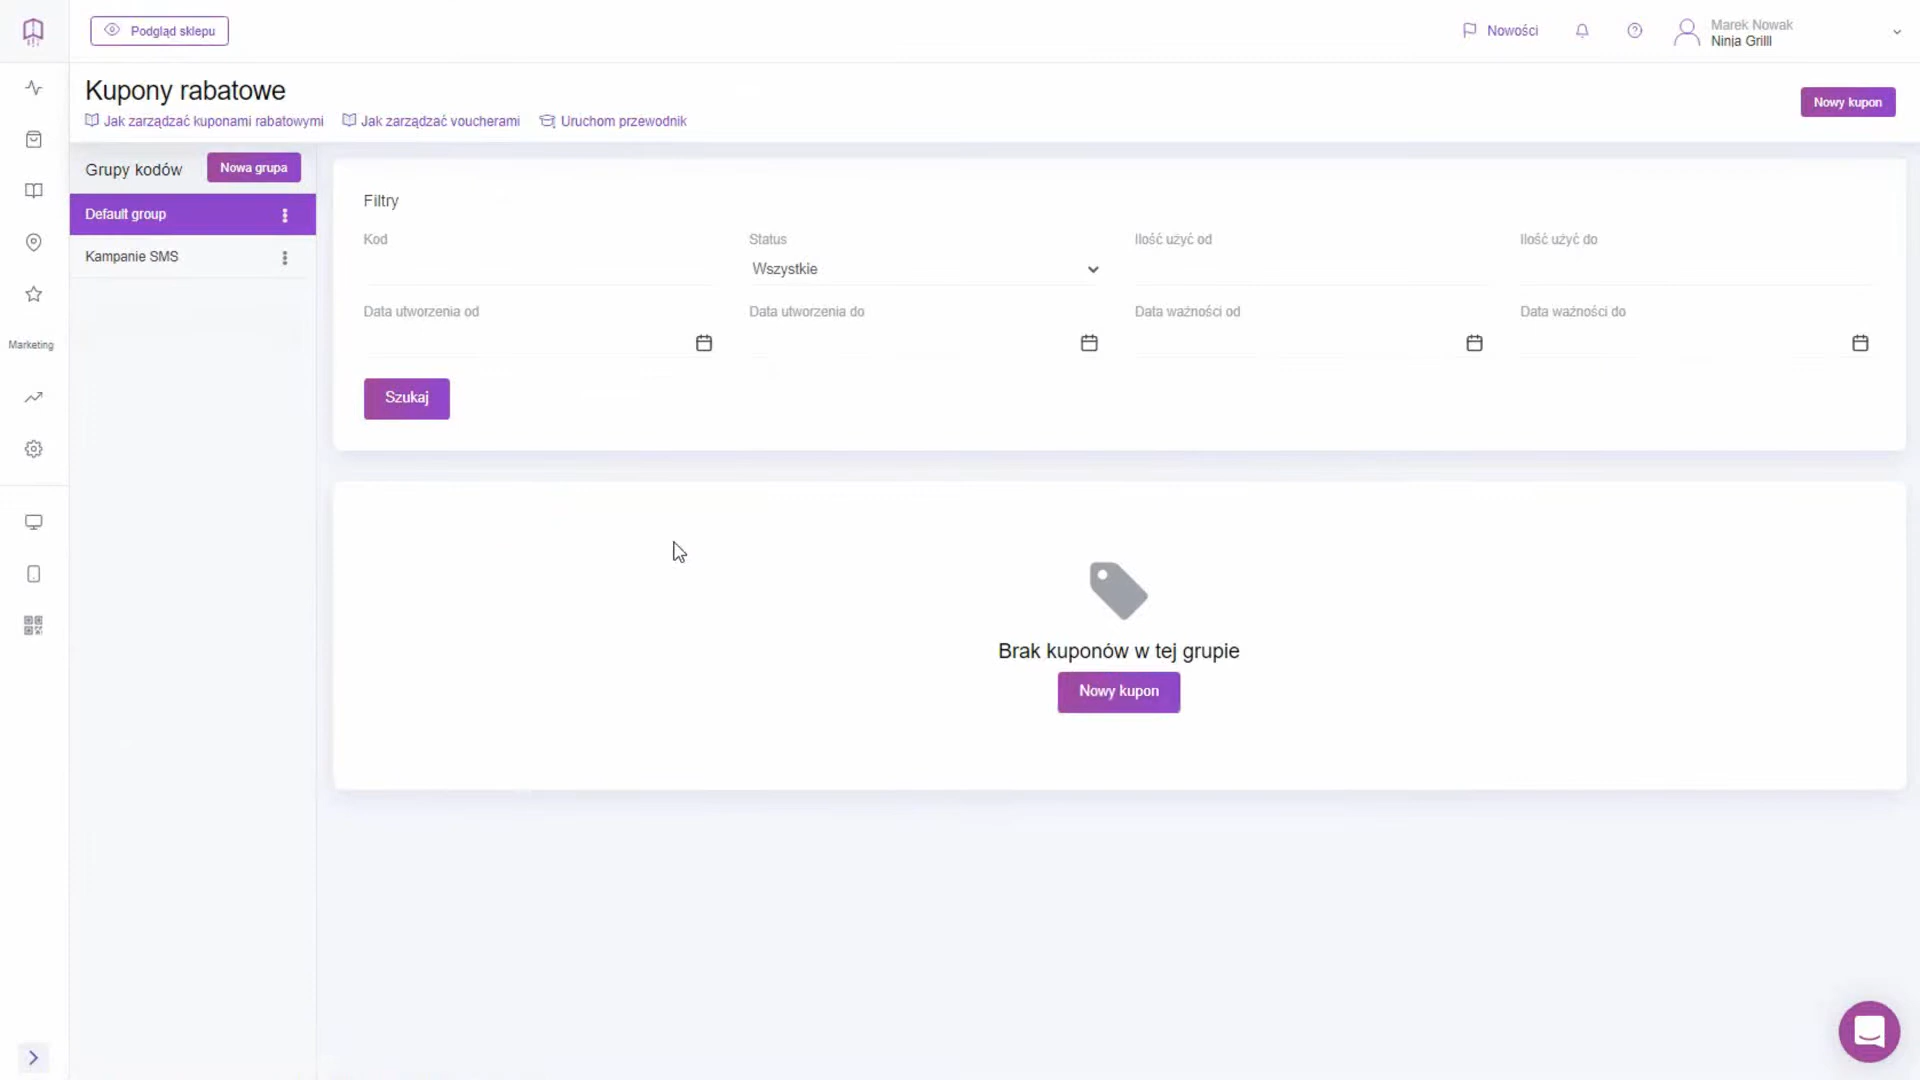 Podgląd sklepu
Nowości
Marek Nowak
Ninja Grilll
Kupony rabatowe
Jak zarządzać kuponami rabatowymi
Jak zarządzać voucherami
Uruchom przewodnik
Nowy kupon
Grupy kodów
Nowa grupa
Default group
Kampanie SMS
Marketing
Filtry
Kod
Status
Ilość użyć od
Ilość użyć do
Wszystkie
Data utworzenia od
Data utworzenia do
Data ważności od
Data ważności do
Szukaj
Brak kuponów w tej grupie
Nowy kupon